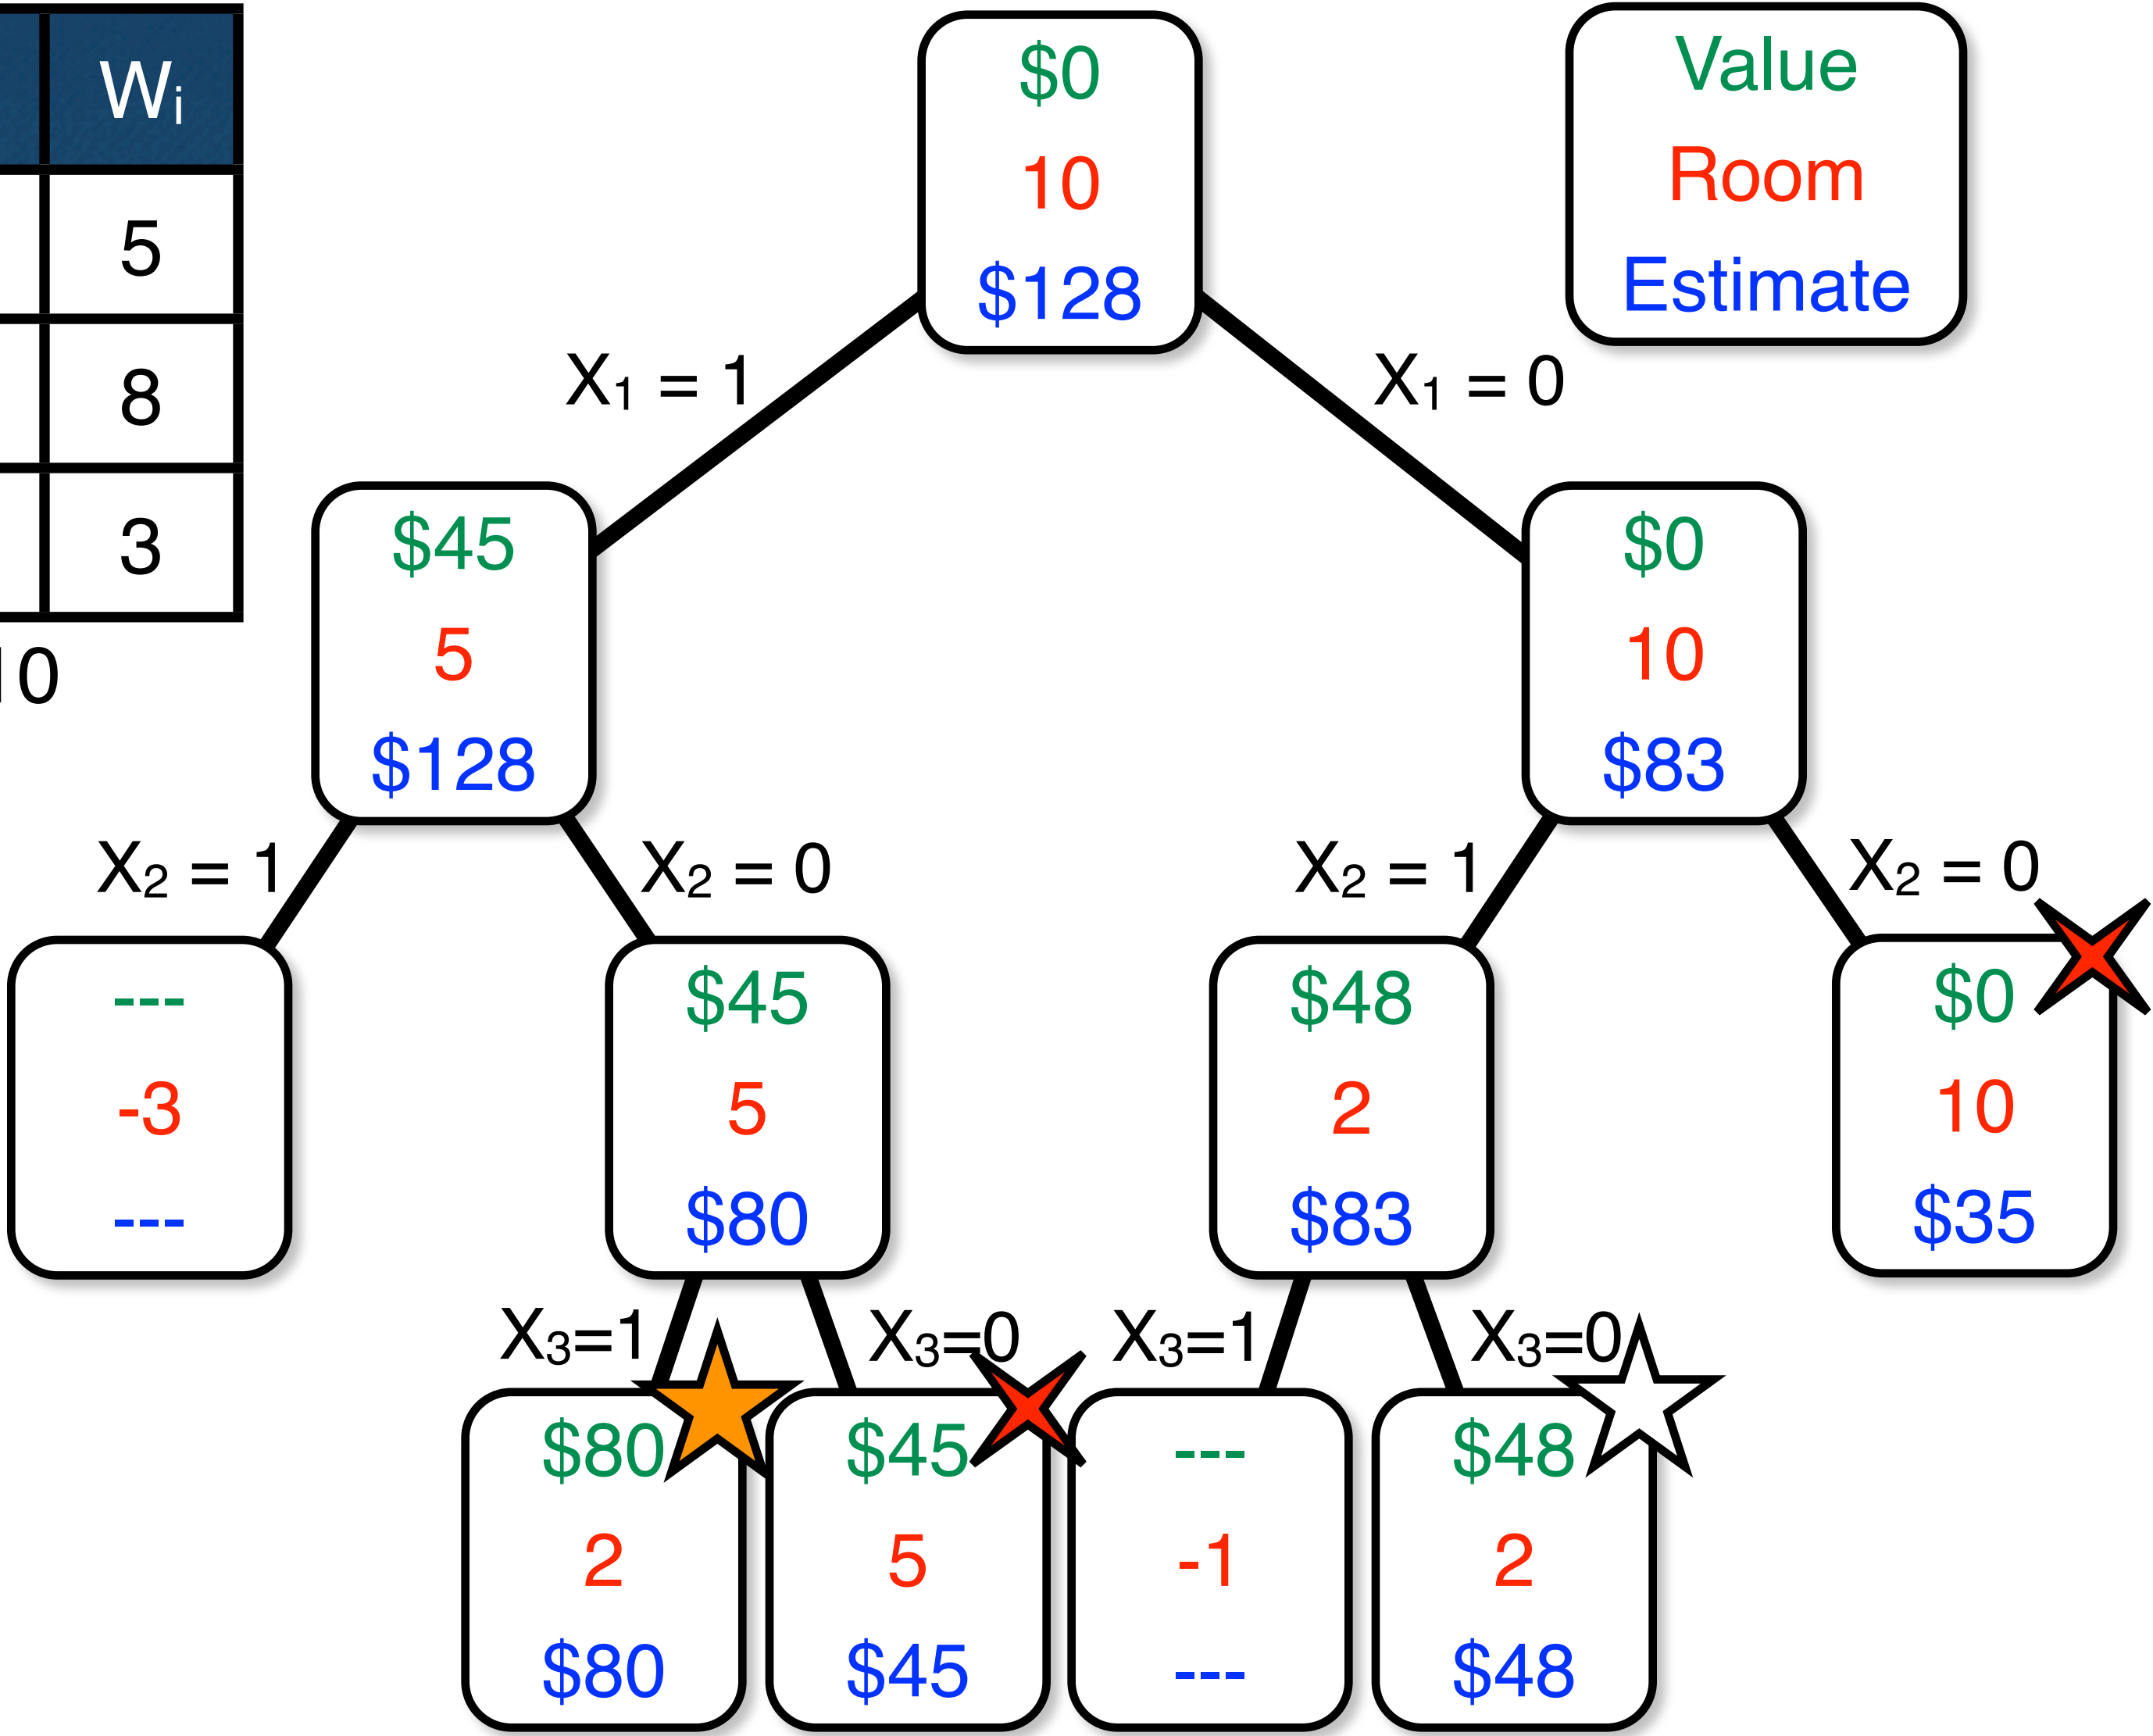 Wᵢ
5
8
3
10
Value
Room
Estimate
$0
10
$128
X₁ = 1
X₁ = 0
$45
5
$128
$0
10
$83
X₂ = 1
X₂ = 0
X₂ = 1
X₂ = 0
---
-3
---
$45
5
$80
$48
2
$83
$0
10
$35
X₃=1
X₃=0
X₃=1
X₃=0
$80
2
$80
$45
5
$45
---
-1
---
$48
2
$48